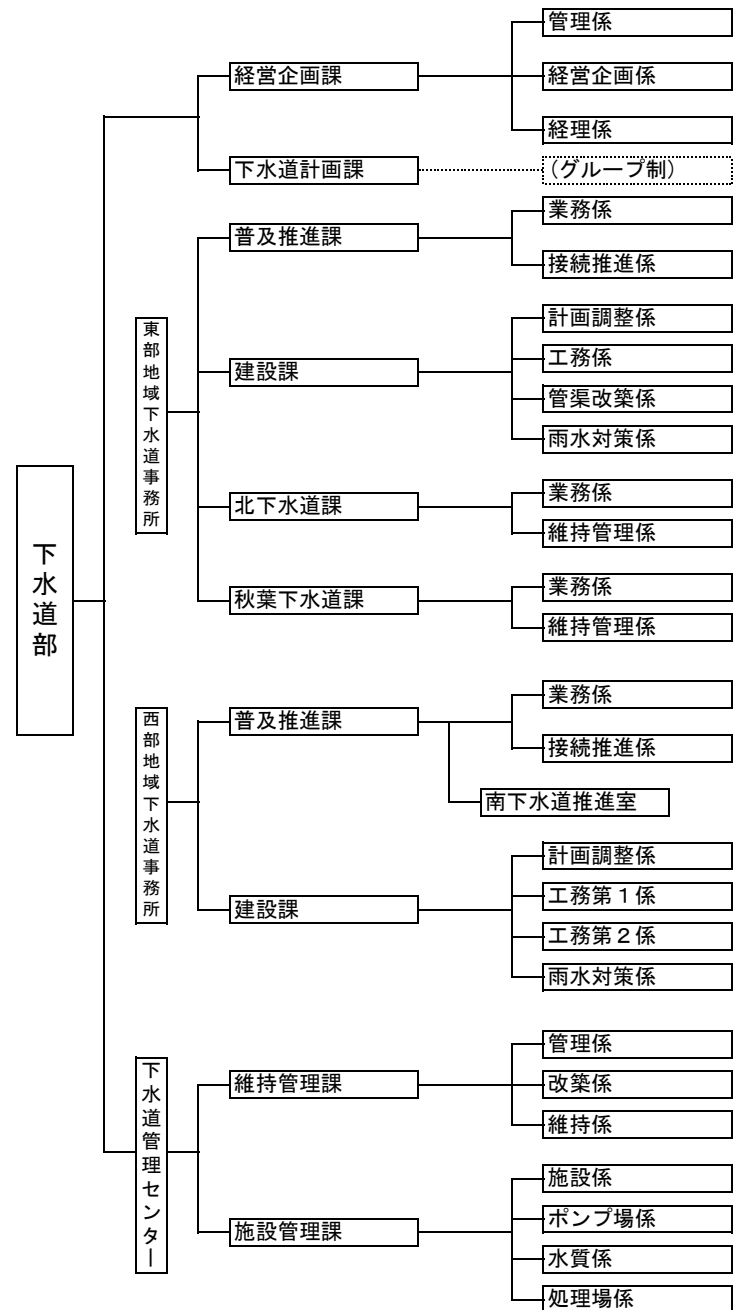 下水道部
経営企画課
管理係
経営企画係
経理係
下水道計画課
(グループ制)
東部地域下水道事務所
普及推進課
業務係
接続推進係
建設課
計画調整係
工務係
管渠改築係
雨水対策係
北下水道課
業務係
維持管理係
秋葉下水道課
業務係
維持管理係
西部地域下水道事務所
普及推進課
業務係
接続推進係
南下水道推進室
建設課
計画調整係
工務第1係
工務第2係
雨水対策係
下水道管理センター
維持管理課
管理係
改築係
維持係
施設管理課
施設係
ポンプ場係
水質係
処理場係